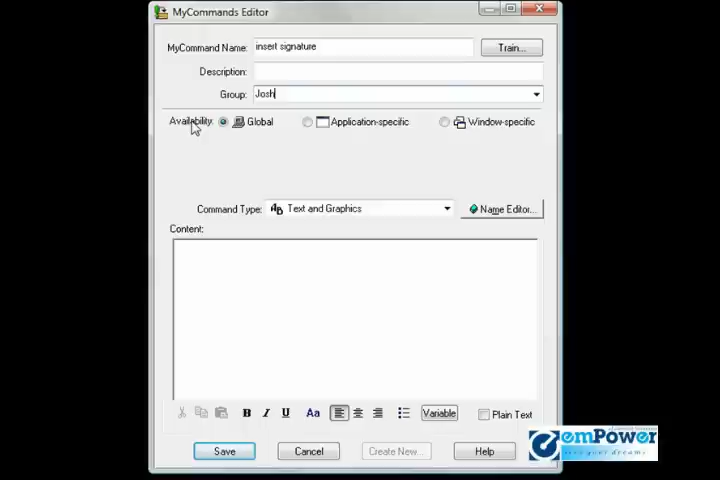 MyCommands Editor
MyCommand Name: insert signature Train...
Description:
Group: Josh
Availability: Global Application-specific Window-specific
Command Type: Text and Graphics Name Editor...
Content:
B I U Aa Variable Plain Text
Save Cancel Create New... Help
emPower